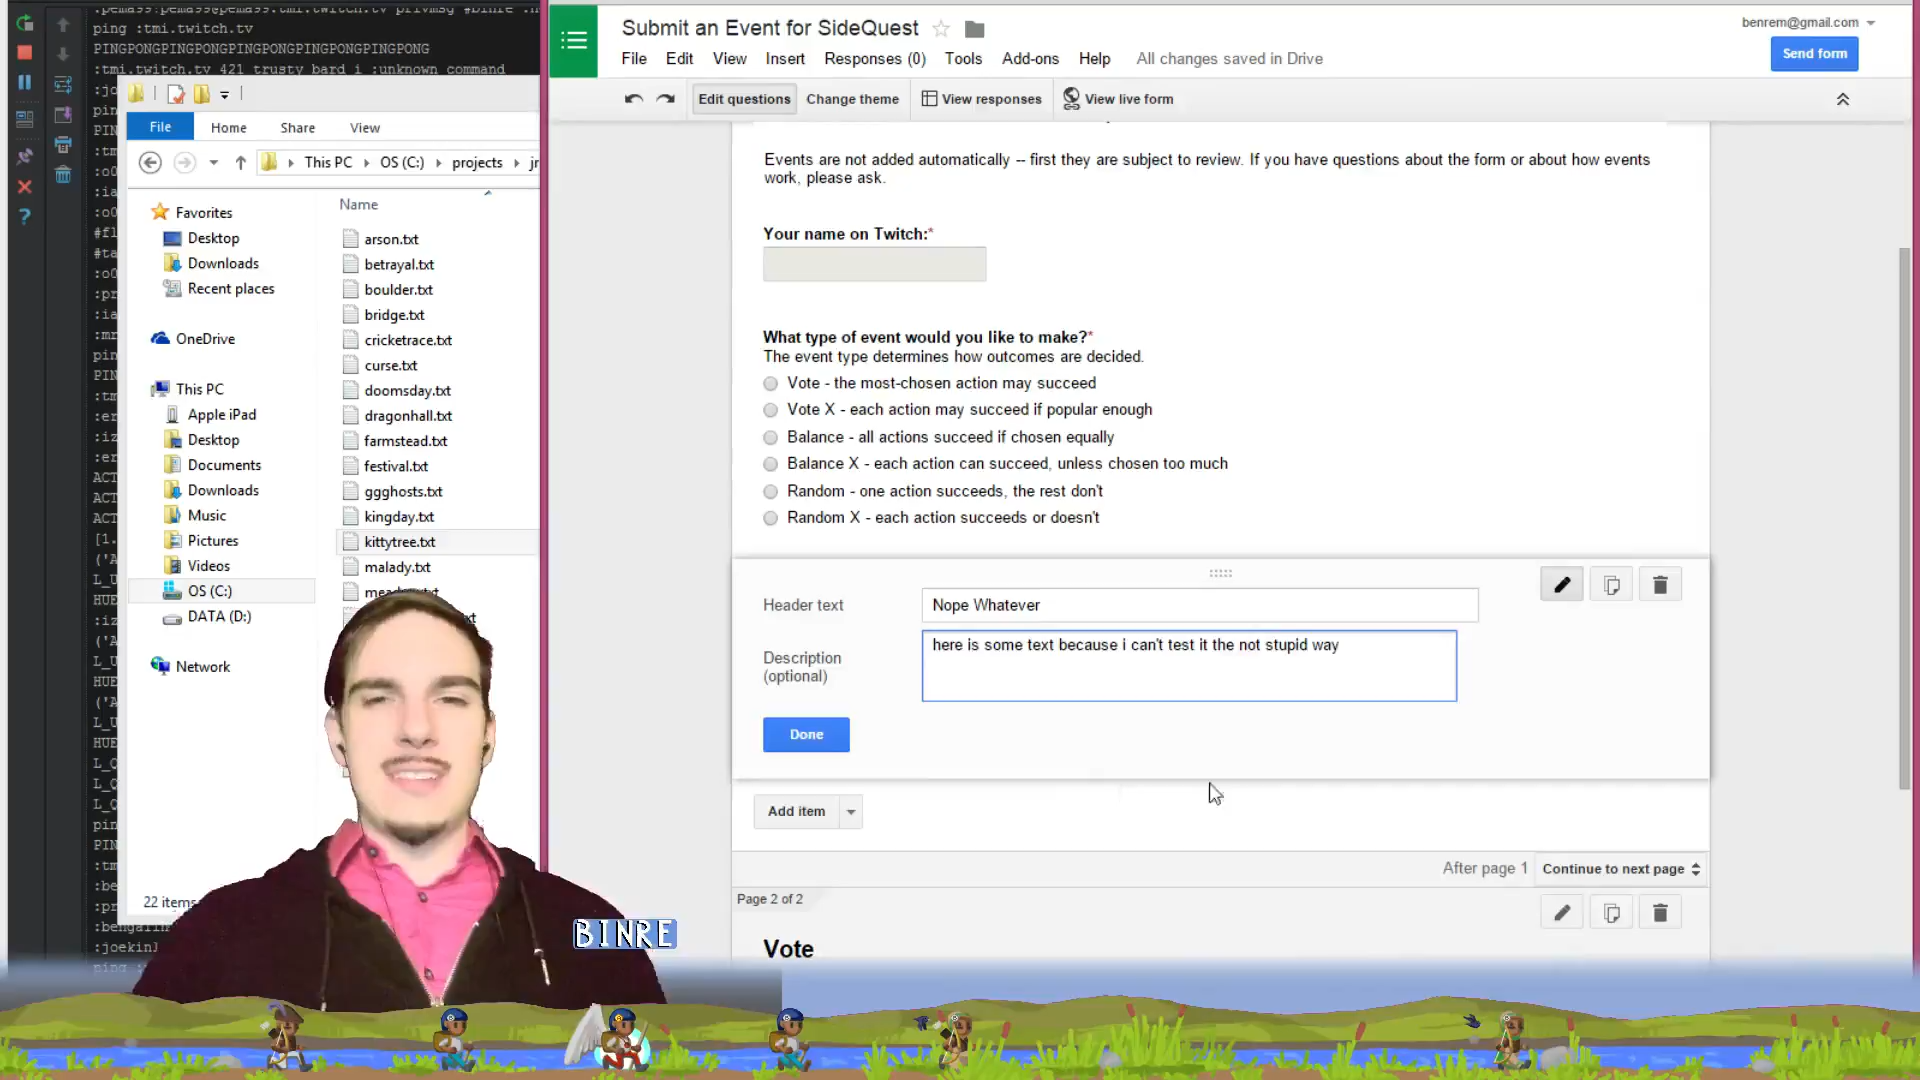 ping :tmi.twitch.tv
PINGPONGPINGPONGPINGPONGPINGPONGPINGPONG
:tmi.twitch.tv 421 trusty_bard i :unknown command
File
Home
Share
View
This PC
OS (C:)
projects
Name
Favorites
Desktop
Downloads
Recent places
OneDrive
This PC
Apple iPad
Desktop
Documents
Downloads
Music
Pictures
Videos
OS (C:)
DATA (D:)
Network
arson.txt
betrayal.txt
boulder.txt
bridge.txt
cricketrace.txt
curse.txt
doomsday.txt
dragonhall.txt
farmstead.txt
festival.txt
ggghosts.txt
kingday.txt
kittytree.txt
malady.txt
22 items
Submit an Event for SideQuest
benrem@gmail.com
Send form
File Edit View Insert Responses (0) Tools Add-ons Help All changes saved in Drive
Edit questions Change theme View responses View live form
Events are not added automatically -- first they are subject to review. If you have questions about the form or about how events
work, please ask.
Your name on Twitch:*
What type of event would you like to make?*
The event type determines how outcomes are decided.
Vote - the most-chosen action may succeed
Vote X - each action may succeed if popular enough
Balance - all actions succeed if chosen equally
Balance X - each action can succeed, unless chosen too much
Random - one action succeeds, the rest don't
Random X - each action succeeds or doesn't
Header text
Nope Whatever
Description
(optional)
here is some text because i can't test it the not stupid way
Done
Add item
After page 1 Continue to next page
Page 2 of 2
Vote
BINRE